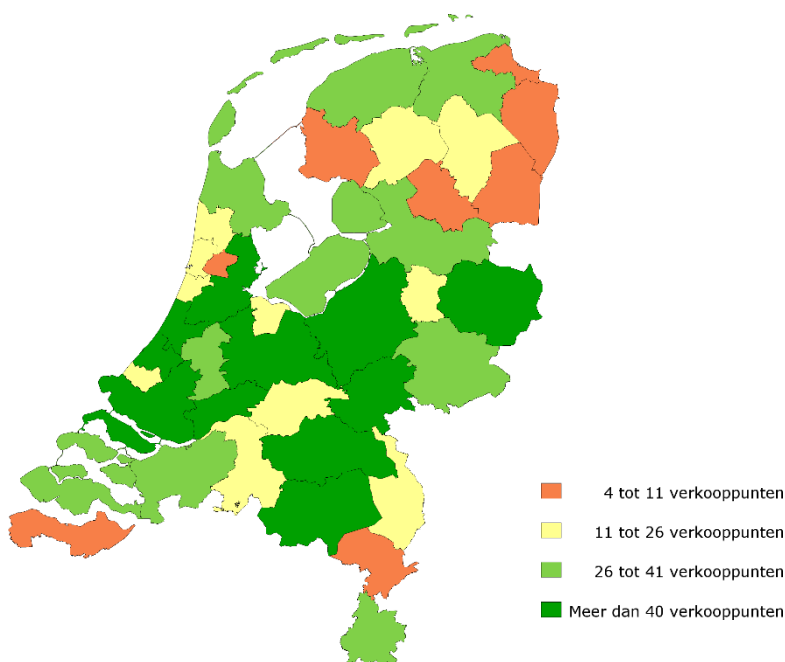 4 tot 11 verkooppunten
11 tot 26 verkooppunten
26 tot 41 verkooppunten
Meer dan 40 verkooppunten